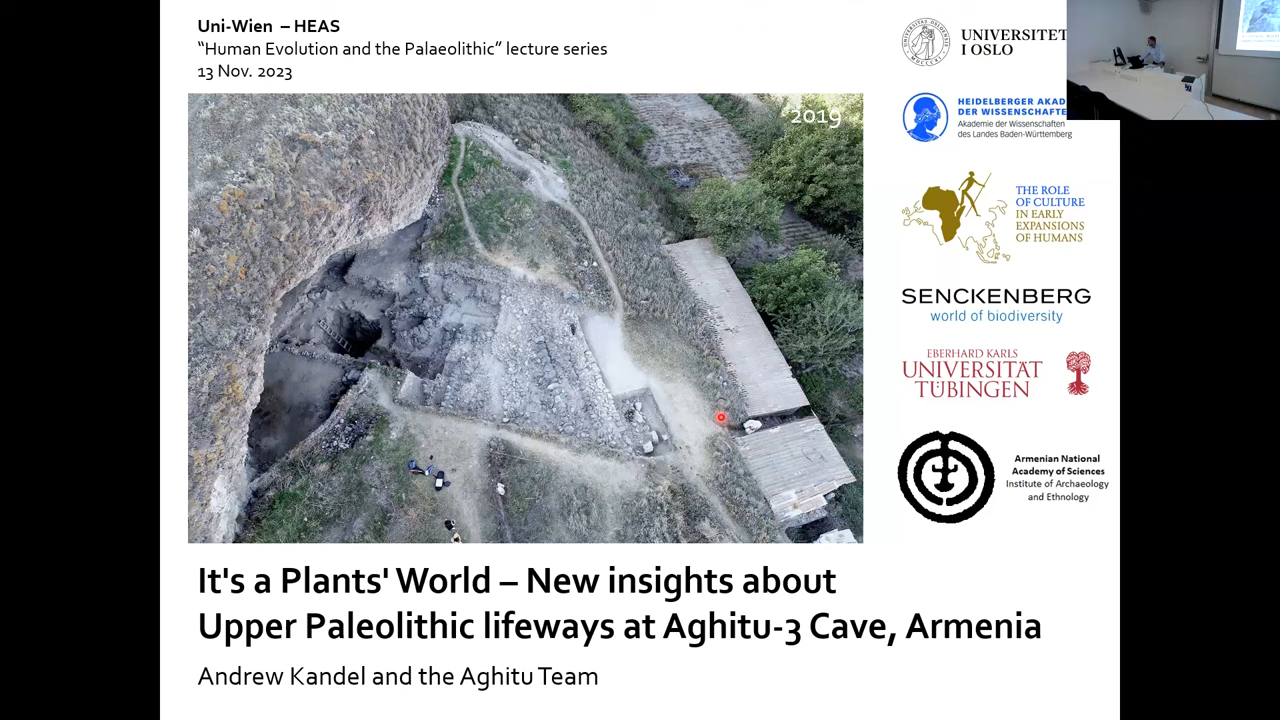 Uni-Wien – HEAS
“Human Evolution and the Palaeolithic” lecture series
13 Nov. 2023
2019
UNIVERSITET
I OSLO
HEIDELBERGER AKAD
DER WISSENSCHAFTE
Akademie der Wissenschaften
des Landes Baden-Württemberg
THE ROLE
OF CULTURE
IN EARLY
EXPANSIONS
OF HUMANS
SENCKENBERG
world of biodiversity
EBERHARD KARLS
UNIVERSITÄT
TÜBINGEN
Armenian National
Academy of Sciences
Institute of Archaeology
and Ethnology
It's a Plants' World – New insights about
Upper Paleolithic lifeways at Aghitu-3 Cave, Armenia
Andrew Kandel and the Aghitu Team